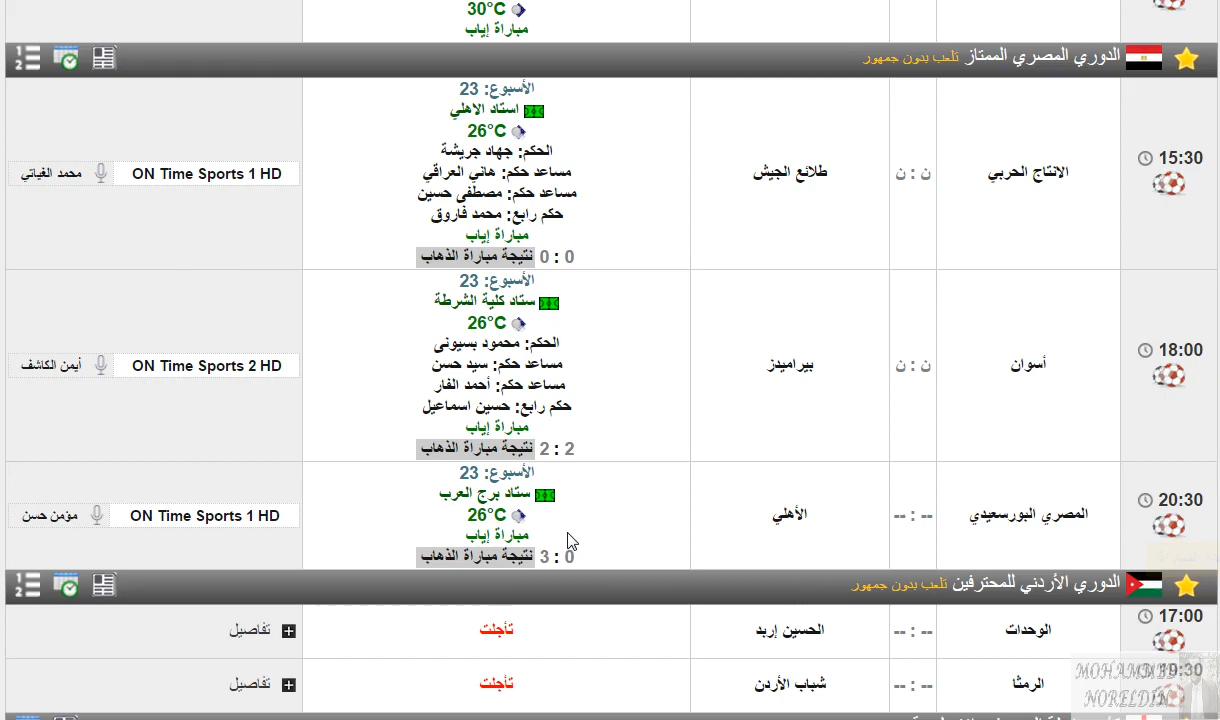 30°C
مباراة إياب
الدوري المصري الممتاز تلعب بدون جمهور
15:30
الانتاج الحربي
ن : ن
طلائع الجيش
الأسبوع: 23
استاد الاهلي
26°C
الحكم: جهاد جريشة
مساعد حكم: هاني العراقي
مساعد حكم: مصطفى حسين
حكم رابع: محمد فاروق
مباراة إياب
0 : 0 نتيجة مباراة الذهاب
ON Time Sports 1 HD
محمد الغياتي
18:00
أسوان
ن : ن
بيراميدز
الأسبوع: 23
ستاد كلية الشرطة
26°C
الحكم: محمود بسيونى
مساعد حكم: سيد حسن
مساعد حكم: أحمد الفار
حكم رابع: حسين اسماعيل
مباراة إياب
2 : 2 نتيجة مباراة الذهاب
ON Time Sports 2 HD
أيمن الكاشف
20:30
المصري البورسعيدي
-- : --
الأهلي
الأسبوع: 23
ستاد برج العرب
26°C
مباراة إياب
3 : 0 نتيجة مباراة الذهاب
ON Time Sports 1 HD
مؤمن حسن
الدوري الأردني للمحترفين تلعب بدون جمهور
17:00
الوحدات
-- : --
الحسين إربد
تأجلت
تفاصيل
19:30
الرمثا
-- : --
شباب الأردن
تأجلت
تفاصيل
MOHAMMED
NORELDIN